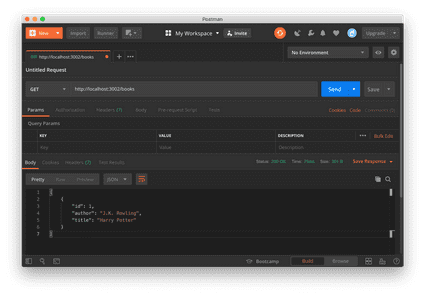 Postman
New Import Runner My Workspace Invite Upgrade
GET http://localhost:3002/books No Environment
Untitled Request
GET http://localhost:3002/books Send Save
Params Authorization Headers (7) Body Pre-request Script Tests Cookies Code
Query Params
KEY VALUE DESCRIPTION Bulk Edit
Key Value Description
Body Cookies Headers (7) Test Results Status: 200 OK Time: Size: Save Response
Pretty Raw Preview JSON
1 [
2 {
3 "id": 1,
4 "author": "J.K. Rowling",
5 "title": "Harry Potter"
6 }
7 ]
Bootcamp Build Browse